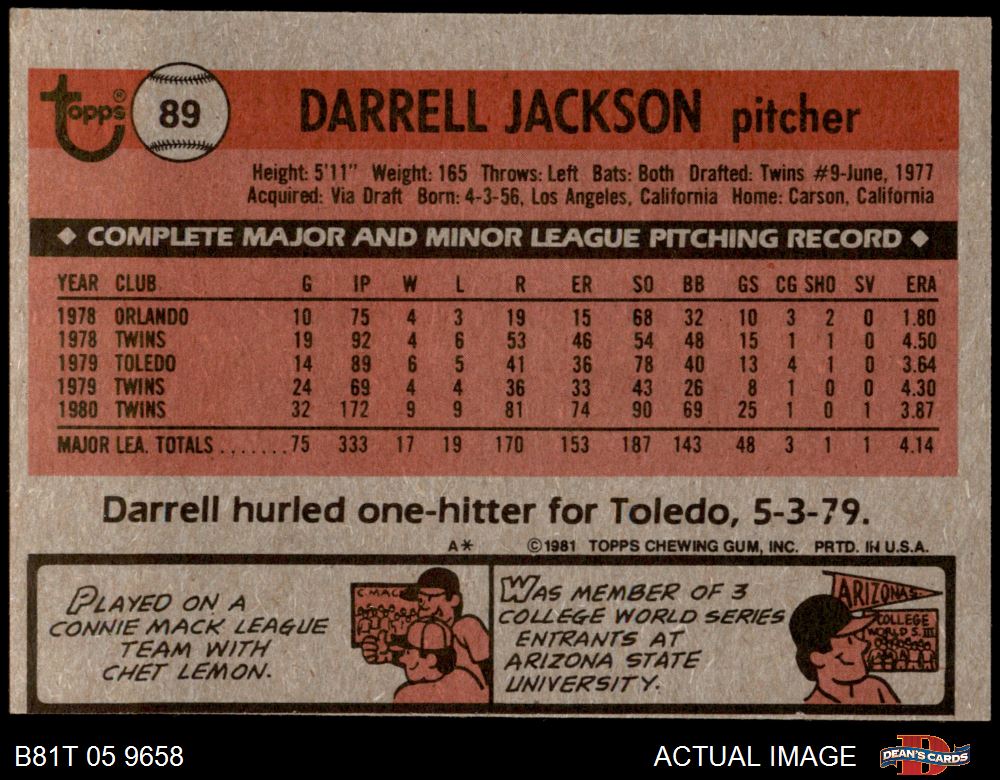 topps®
89
DARRELL JACKSON pitcher
Height: 5'11" Weight: 165 Throws: Left Bats: Both Drafted: Twins #9-June, 1977
Acquired: Via Draft Born: 4-3-56, Los Angeles, California Home: Carson, California
◆ COMPLETE MAJOR AND MINOR LEAGUE PITCHING RECORD ◆
YEAR CLUB G IP W L R ER SO BB GS CG SHO SV ERA
1978 ORLANDO 10 75 4 3 19 15 68 32 10 3 2 0 1.80
1978 TWINS 19 92 4 6 53 46 54 48 15 1 1 0 4.50
1979 TOLEDO 14 89 6 5 41 36 78 40 13 4 1 0 3.64
1979 TWINS 24 69 4 4 36 33 43 26 8 1 0 0 4.30
1980 TWINS 32 172 9 9 81 74 90 69 25 1 0 1 3.87
MAJOR LEA. TOTALS .......75 333 17 19 170 153 187 143 48 3 1 1 4.14
Darrell hurled one-hitter for Toledo, 5-3-79.
A* ©1981 TOPPS CHEWING GUM, INC. PRTD. IN U.S.A.
PLAYED ON A
CONNIE MACK LEAGUE
TEAM WITH
CHET LEMON.
C. MACK
WAS MEMBER OF 3
COLLEGE WORLD SERIES
ENTRANTS AT
ARIZONA STATE
UNIVERSITY.
ARIZONA S.
COLLEGE
WORLD S. III
B81T 05 9658
ACTUAL IMAGE
DEAN'S CARDS